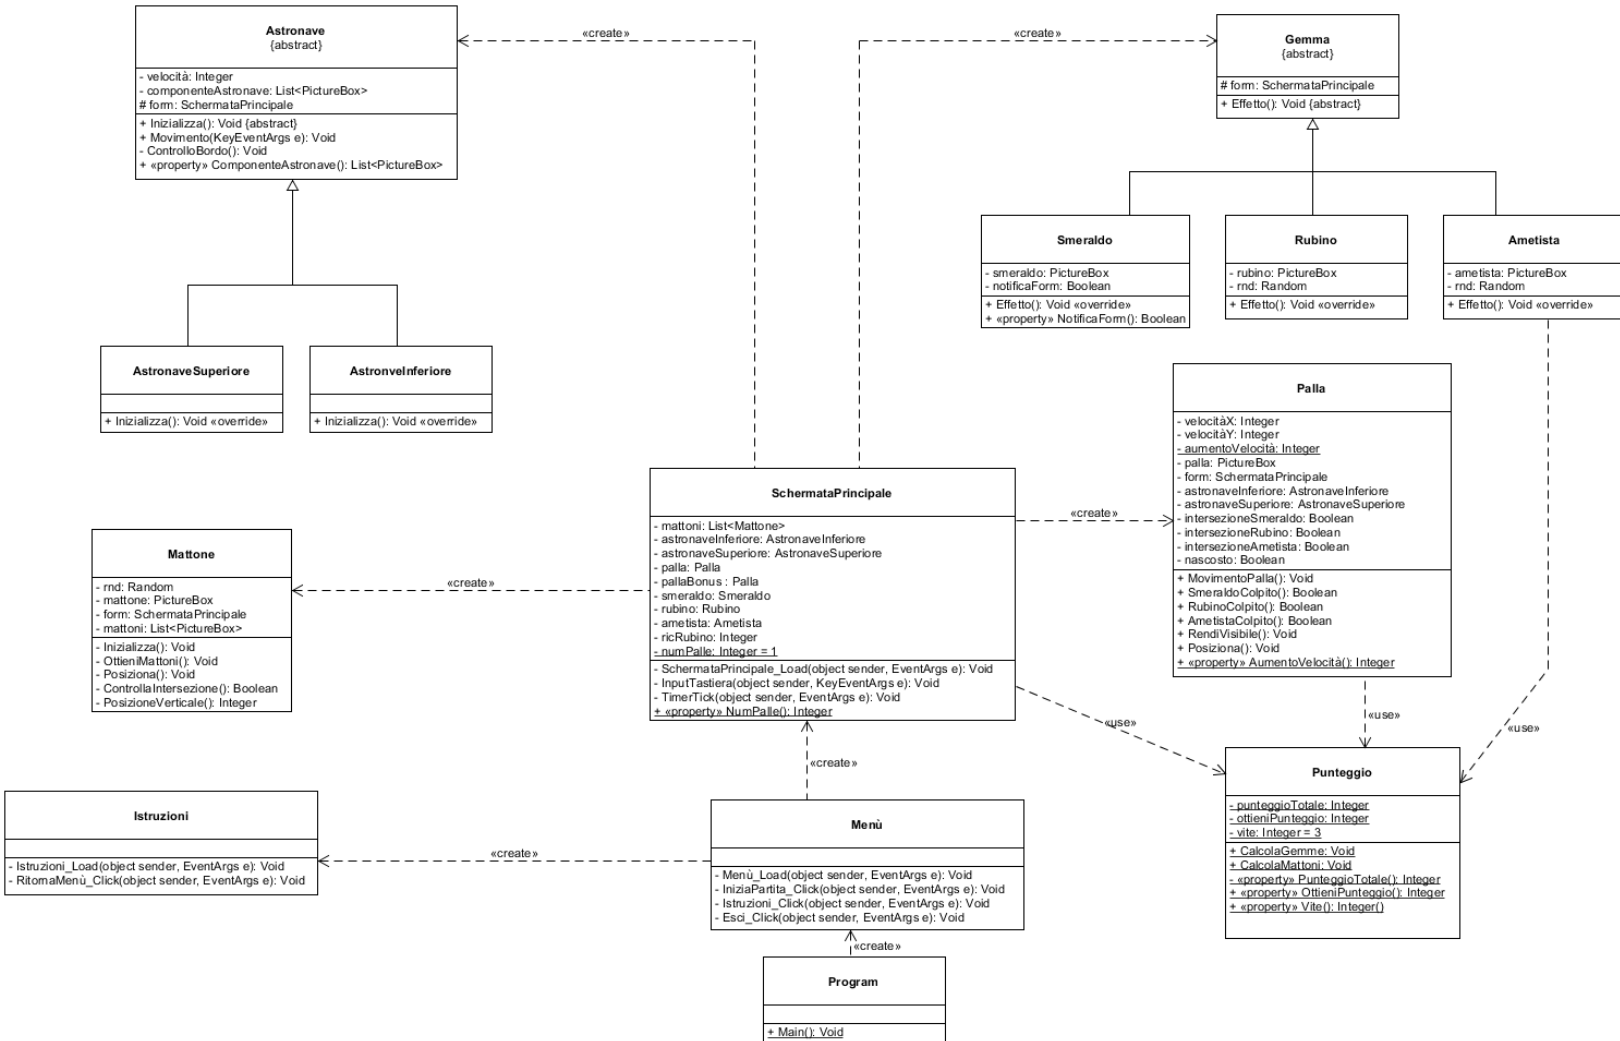 Astronave
{abstract}
- velocità: Integer
- componenteAstronave: List<PictureBox>
# form: SchermataPrincipale
+ Inizializza(): Void {abstract}
+ Movimento(KeyEventArgs e): Void
- ControlloBordo(): Void
+ «property» ComponenteAstronave(): List<PictureBox>
«create»
«create»
Gemma
{abstract}
# form: SchermataPrincipale
+ Effetto(): Void {abstract}
Smeraldo
- smeraldo: PictureBox
- notificaForm: Boolean
+ Effetto(): Void «override»
+ «property» NotificaForm(): Boolean
Rubino
- rubino: PictureBox
- rnd: Random
+ Effetto(): Void «override»
Ametista
- ametista: PictureBox
- rnd: Random
+ Effetto(): Void «override»
AstronaveSuperiore
+ Inizializza(): Void «override»
AstronveInferiore
+ Inizializza(): Void «override»
Palla
- velocitàX: Integer
- velocitàY: Integer
- aumentoVelocità: Integer
- palla: PictureBox
- form: SchermataPrincipale
- astronaveInferiore: AstronaveInferiore
- astronaveSuperiore: AstronaveSuperiore
- intersezioneSmeraldo: Boolean
- intersezioneRubino: Boolean
- intersezioneAmetista: Boolean
- nascosto: Boolean
+ MovimentoPalla(): Void
+ SmeraldoColpito(): Boolean
+ RubinoColpito(): Boolean
+ AmetistaColpito(): Boolean
+ RendiVisibile(): Void
+ Posiziona(): Void
+ «property» AumentoVelocità(): Integer
SchermataPrincipale
- mattoni: List<Mattone>
- astronaveInferiore: AstronaveInferiore
- astronaveSuperiore: AstronaveSuperiore
- palla: Palla
- pallaBonus : Palla
- smeraldo: Smeraldo
- rubino: Rubino
- ametista: Ametista
- ricRubino: Integer
- numPalle: Integer = 1
- SchermataPrincipale_Load(object sender, EventArgs e): Void
- InputTastiera(object sender, KeyEventArgs e): Void
- TimerTick(object sender, EventArgs e): Void
+ «property» NumPalle(): Integer
«create»
Mattone
- rnd: Random
- mattone: PictureBox
- form: SchermataPrincipale
- mattoni: List<PictureBox>
- Inizializza(): Void
- OttieniMattoni(): Void
- Posiziona(): Void
- ControllaIntersezione(): Boolean
- PosizioneVerticale(): Integer
«create»
«use»
«use»
«use»
«create»
Punteggio
- punteggioTotale: Integer
- ottieniPunteggio: Integer
- vite: Integer = 3
+ CalcolaGemme: Void
+ CalcolaMattoni: Void
- «property» PunteggioTotale(): Integer
+ «property» OttieniPunteggio(): Integer
+ «property» Vite(): Integer()
Istruzioni
- Istruzioni_Load(object sender, EventArgs e): Void
- RitornaMenù_Click(object sender, EventArgs e): Void
«create»
Menù
- Menù_Load(object sender, EventArgs e): Void
- IniziaPartita_Click(object sender, EventArgs e): Void
- Istruzioni_Click(object sender, EventArgs e): Void
- Esci_Click(object sender, EventArgs e): Void
«create»
Program
+ Main(): Void